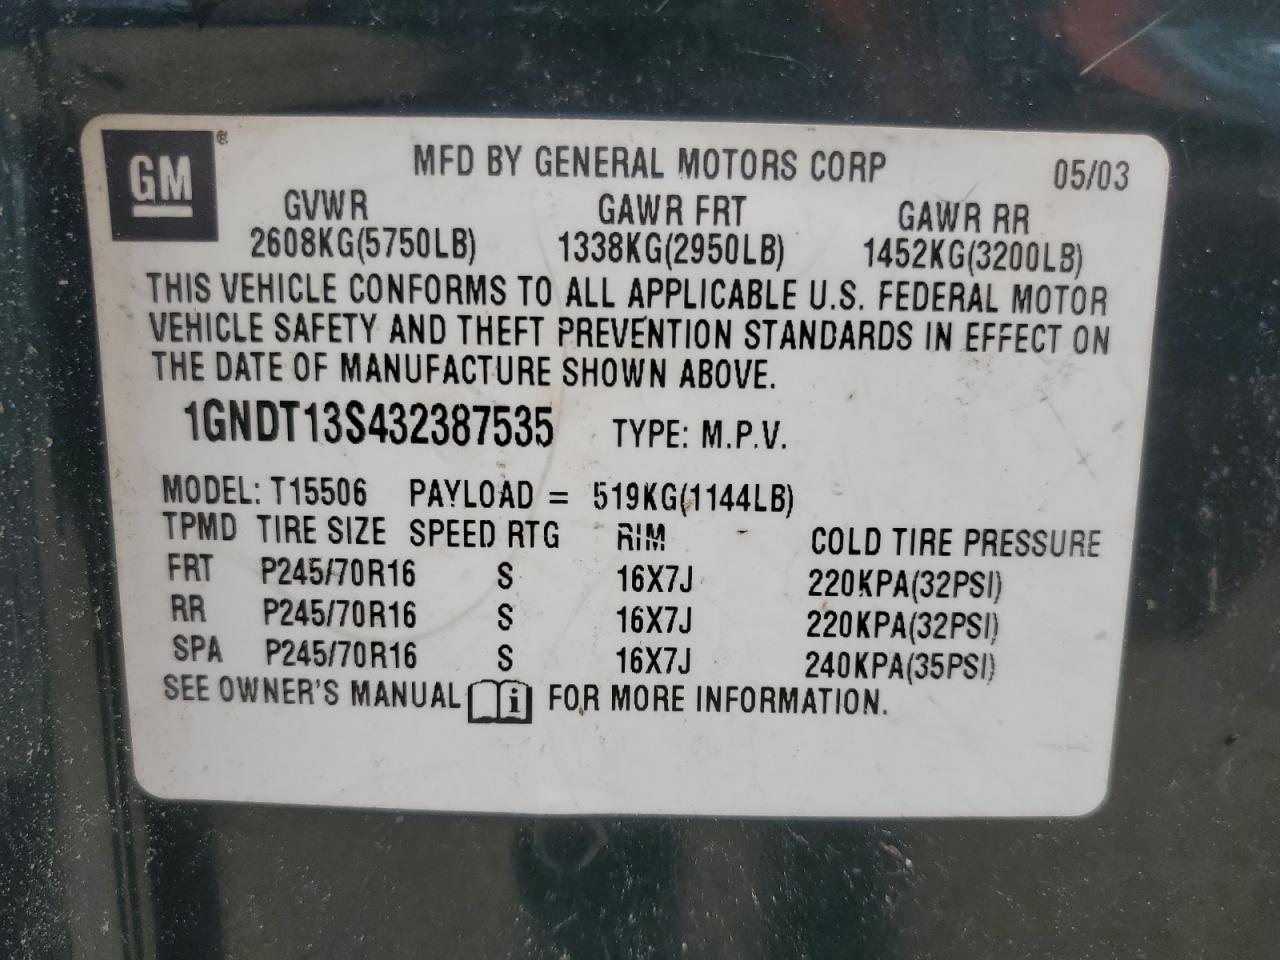 GM ® MFD BY GENERAL MOTORS CORP 05/03
GVWR GAWR FRT GAWR RR
2608KG(5750LB) 1338KG(2950LB) 1452KG(3200LB)
THIS VEHICLE CONFORMS TO ALL APPLICABLE U.S. FEDERAL MOTOR
VEHICLE SAFETY AND THEFT PREVENTION STANDARDS IN EFFECT ON
THE DATE OF MANUFACTURE SHOWN ABOVE.
1GNDT13S432387535 TYPE: M.P.V.
MODEL: T15506 PAYLOAD = 519KG(1144LB)
TPMD TIRE SIZE SPEED RTG RIM COLD TIRE PRESSURE
FRT P245/70R16 S 16X7J 220KPA(32PSI)
RR P245/70R16 S 16X7J 220KPA(32PSI)
SPA P245/70R16 S 16X7J 240KPA(35PSI)
SEE OWNER'S MANUAL i FOR MORE INFORMATION.